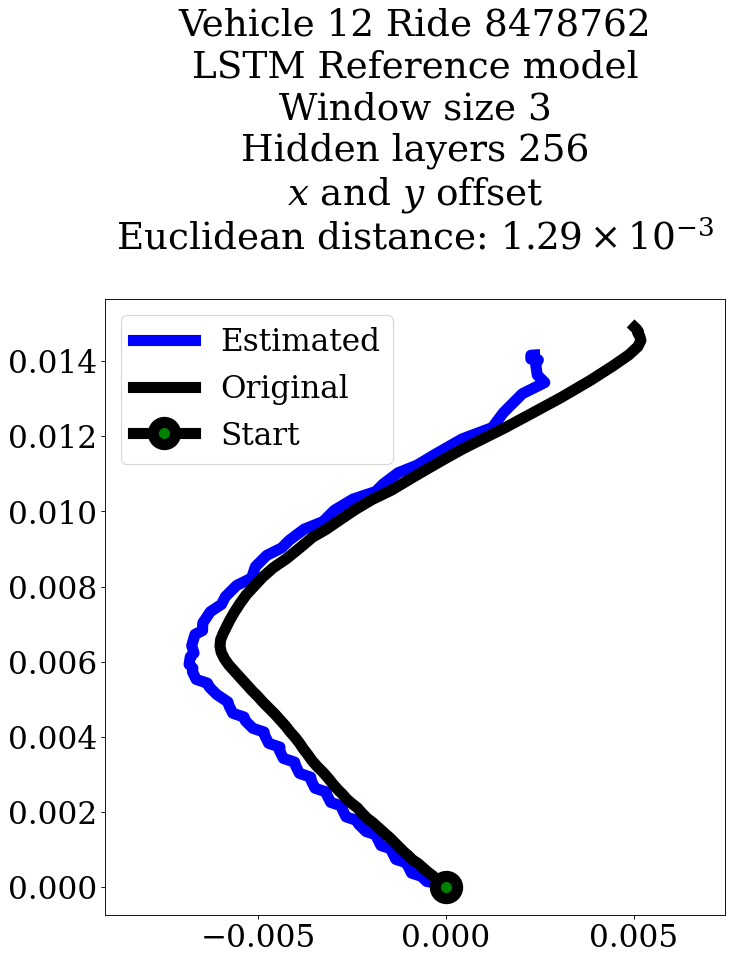 Vehicle 12 Ride 8478762
LSTM Reference model
Window size 3
Hidden layers 256
x and y offset
Euclidean distance: 1.29 × 10⁻³
Estimated
Original
Start
0.014
0.012
0.010
0.008
0.006
0.004
0.002
0.000
−0.005 0.000 0.005